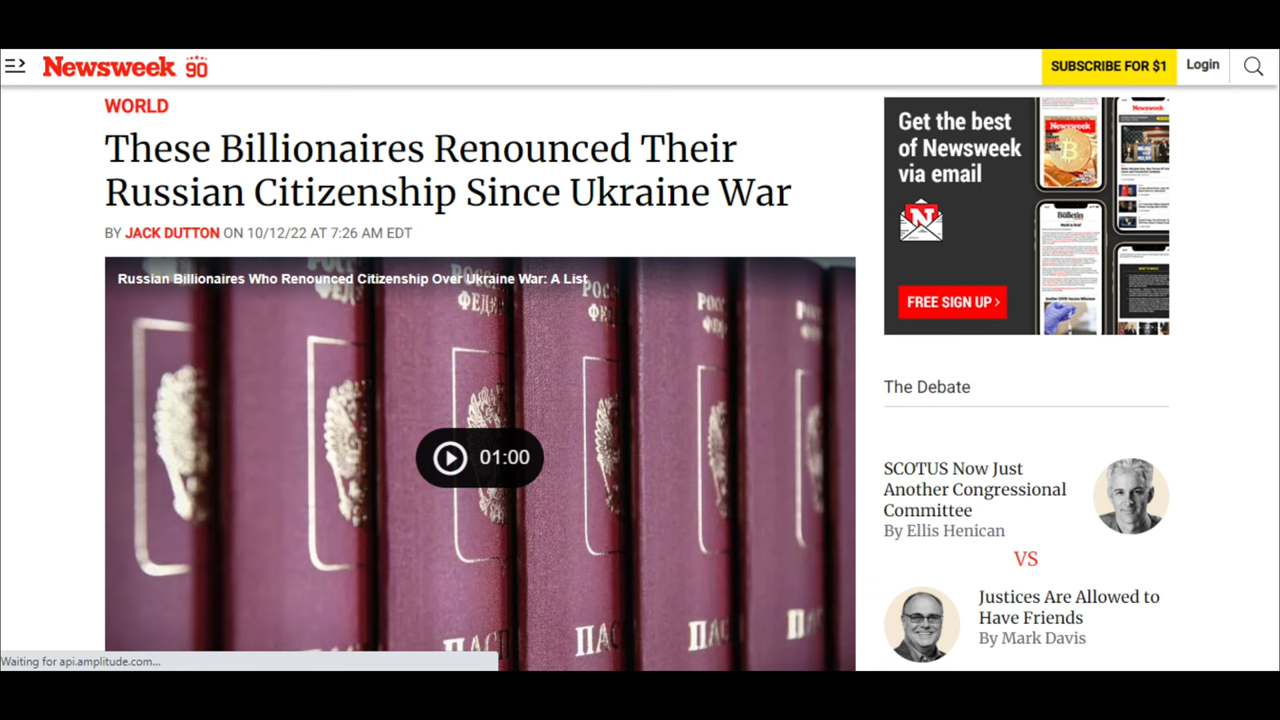 Newsweek 90
SUBSCRIBE FOR $1
Login
WORLD
These Billionaires Renounced Their
Russian Citizenship Since Ukraine War
BY JACK DUTTON ON 10/12/22 AT 7:26 AM EDT
Russian Billionaires Who Renounced Citizenship Over Ukraine War: A List
01:00
Get the best
of Newsweek
via email
N
FREE SIGN UP ›
Newsweek
Bulletin
The Debate
SCOTUS Now Just
Another Congressional
Committee
By Ellis Henican
VS
Justices Are Allowed to
Have Friends
By Mark Davis
Waiting for api.amplitude.com...